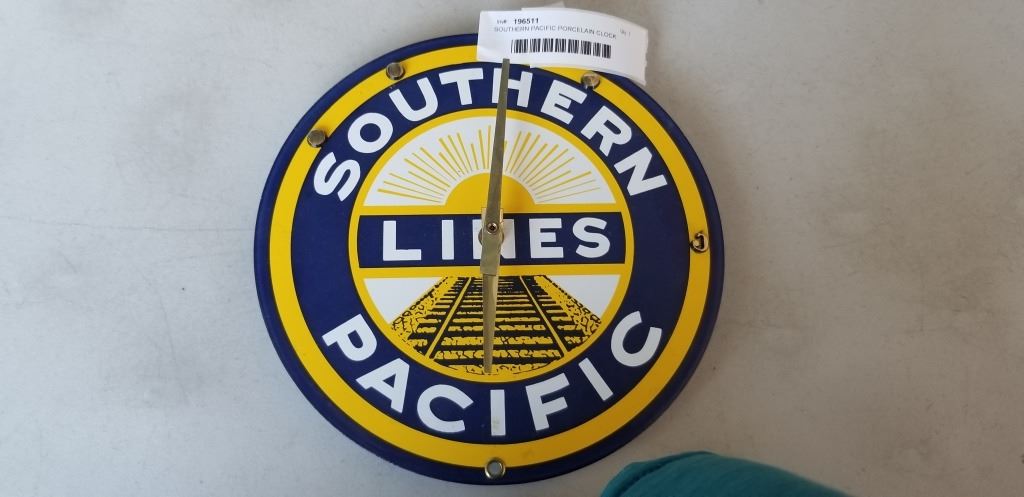 196511
SOUTHERN PACIFIC PORCELAIN CLOCK
SOUTHERN
LINES
PACIFIC